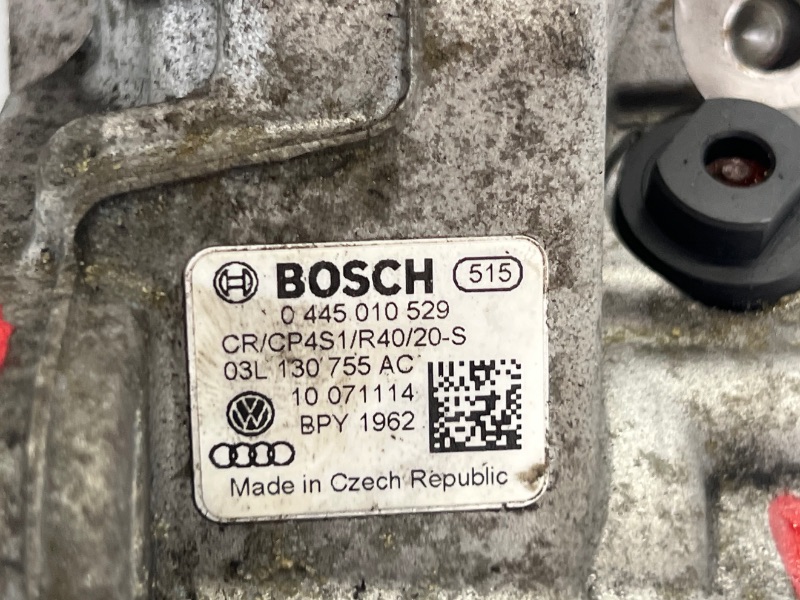 BOSCH 515
0 445 010 529
CR/CP4S1/R40/20-S
03L 130 755 AC
10 071114
BPY 1962
Made in Czech Republic